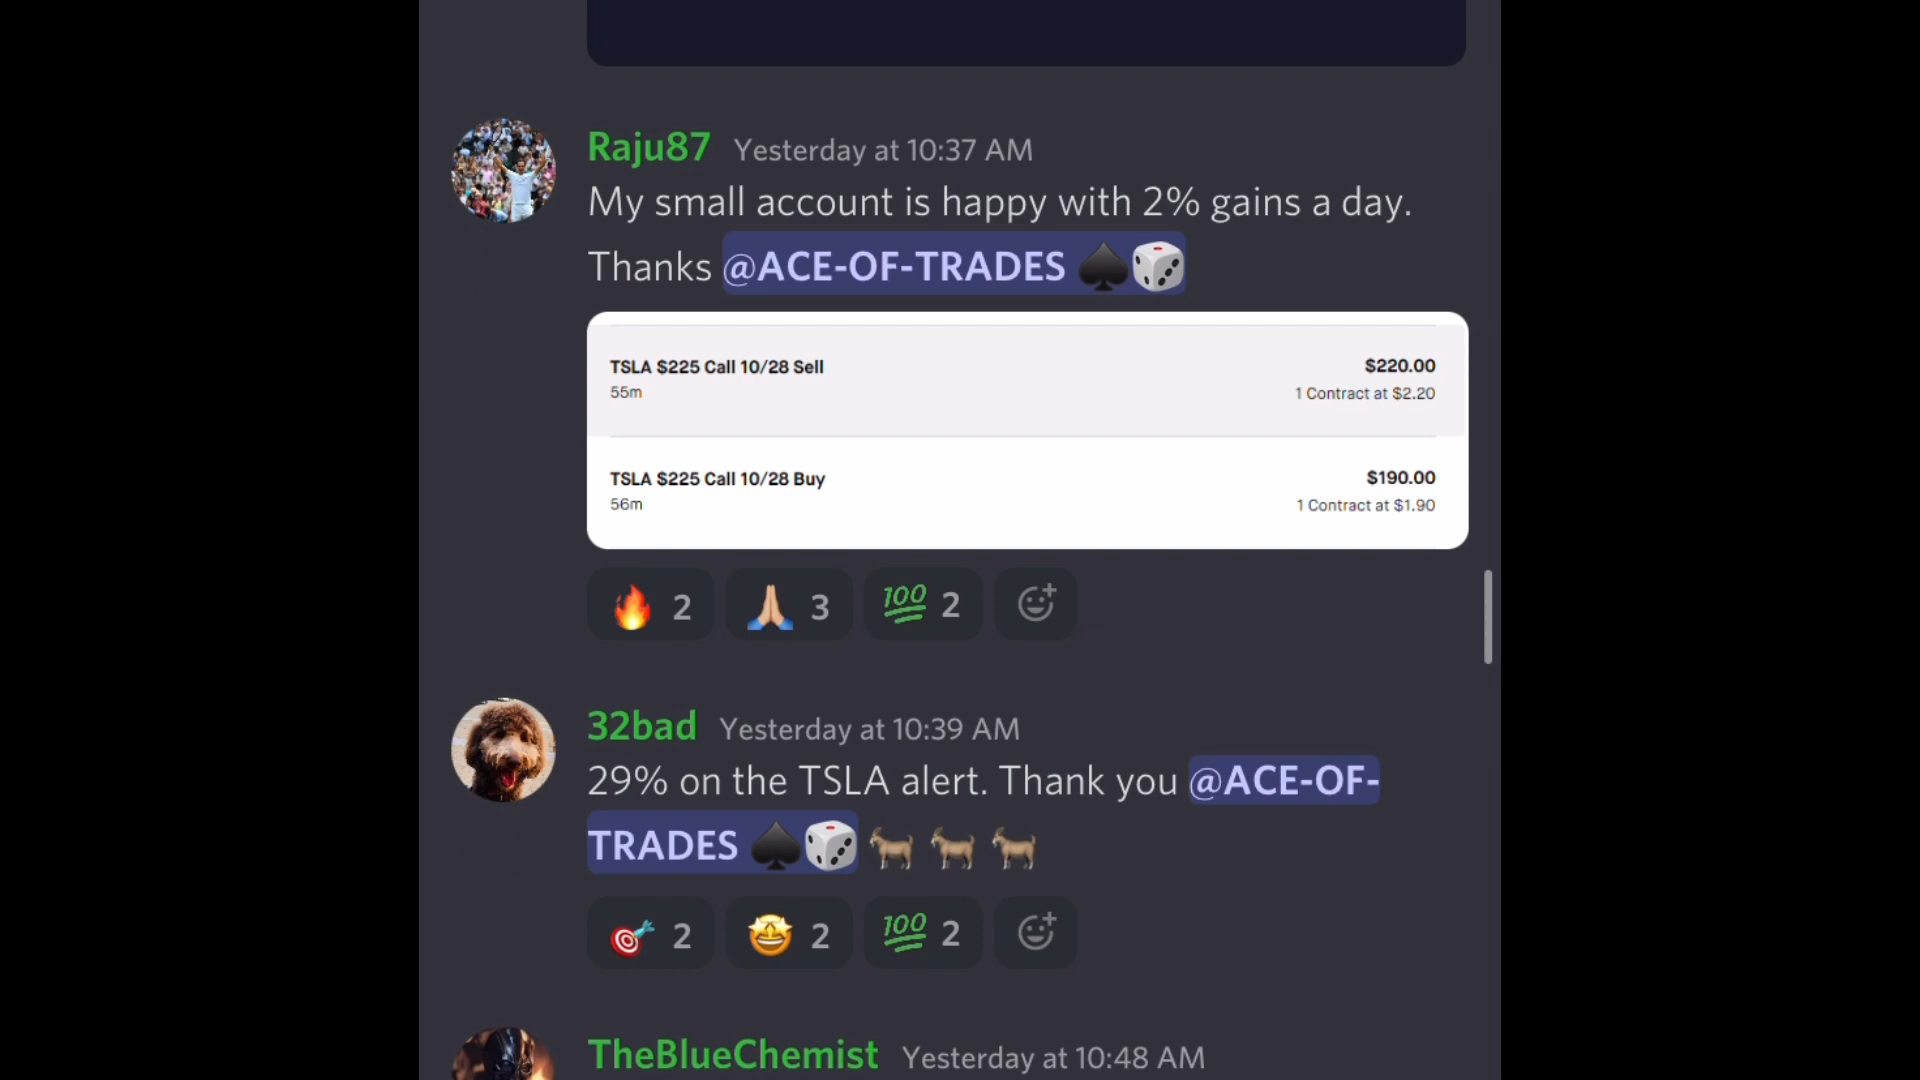 Raju87 Yesterday at 10:37 AM
My small account is happy with 2% gains a day.
Thanks @ACE-OF-TRADES ♠️🎲
TSLA $225 Call 10/28 Sell $220.00
55m 1 Contract at $2.20
TSLA $225 Call 10/28 Buy $190.00
56m 1 Contract at $1.90
🔥 2 🙏🏼 3 💯 2
32bad Yesterday at 10:39 AM
29% on the TSLA alert. Thank you @ACE-OF-
TRADES ♠️🎲 🐐 🐐 🐐
🎯 2 🤩 2 💯 2
TheBlueChemist Yesterday at 10:48 AM